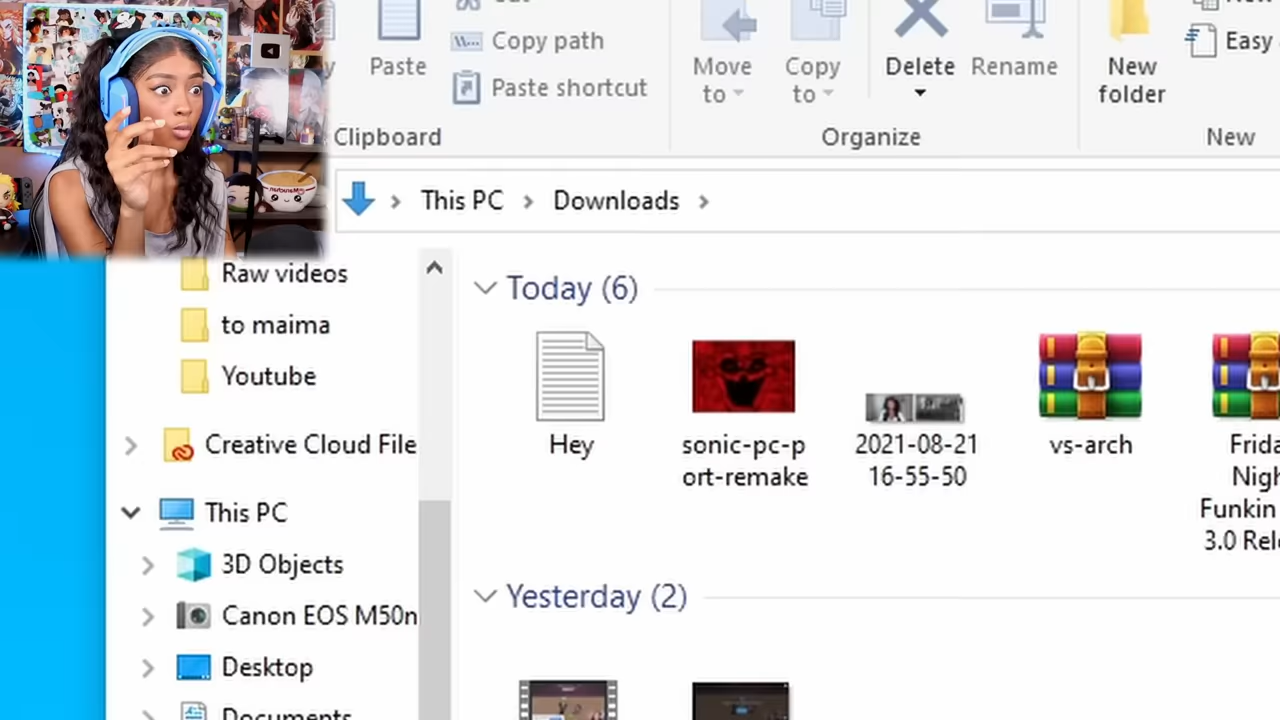 Copy path
Paste
Paste shortcut
Move
to
Copy
to
Delete
Rename
New
folder
Easy
Clipboard
Organize
New
This PC
Downloads
Raw videos
to maima
Youtube
Creative Cloud File
This PC
3D Objects
Canon EOS M50n
Desktop
Documents
Today (6)
Hey
sonic-pc-p
ort-remake
2021-08-21
16-55-50
vs-arch
Frida
Nigh
Funkin
3.0 Rele
Yesterday (2)